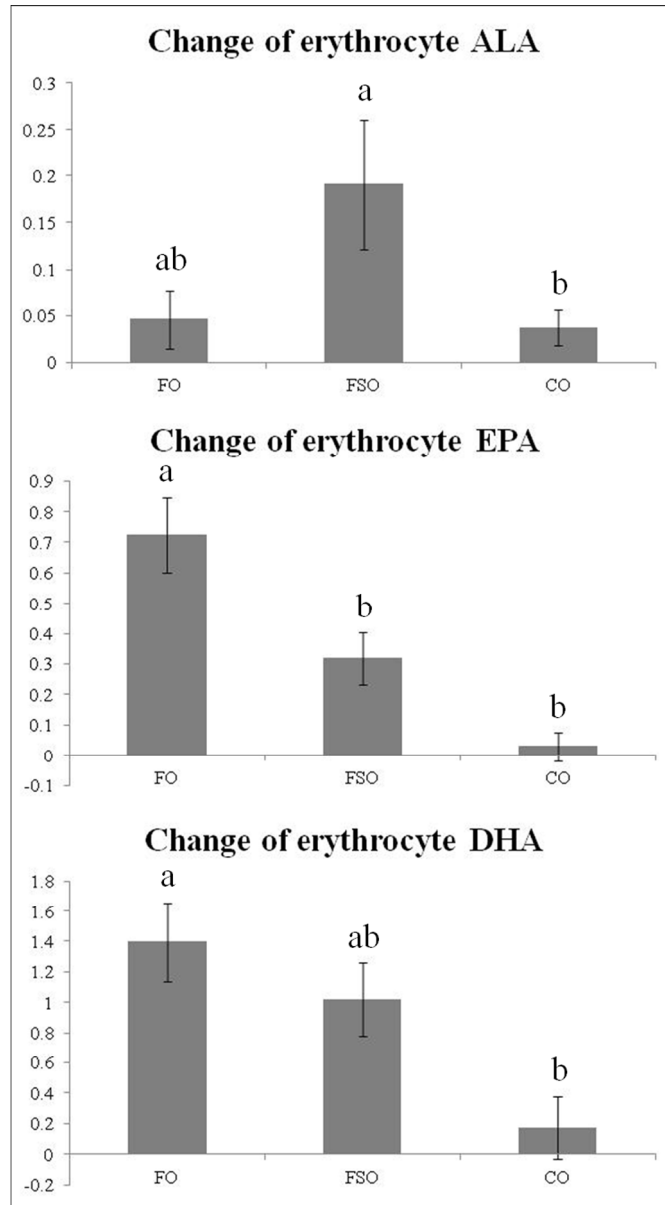 Change of erythrocyte ALA
0.3
a
0.25
0.2
0.15
ab
0.1
b
0.05
0
FO FSO CO
Change of erythrocyte EPA
a
0.9
0.8
0.7
0.6
b
0.5
0.4
0.3
b
0.2
0.1
0
FO FSO CO
-0.1
Change of erythrocyte DHA
a
1.8
1.6
ab
1.4
1.2
1
0.8
0.6
b
0.4
0.2
0
FO FSO CO
-0.2